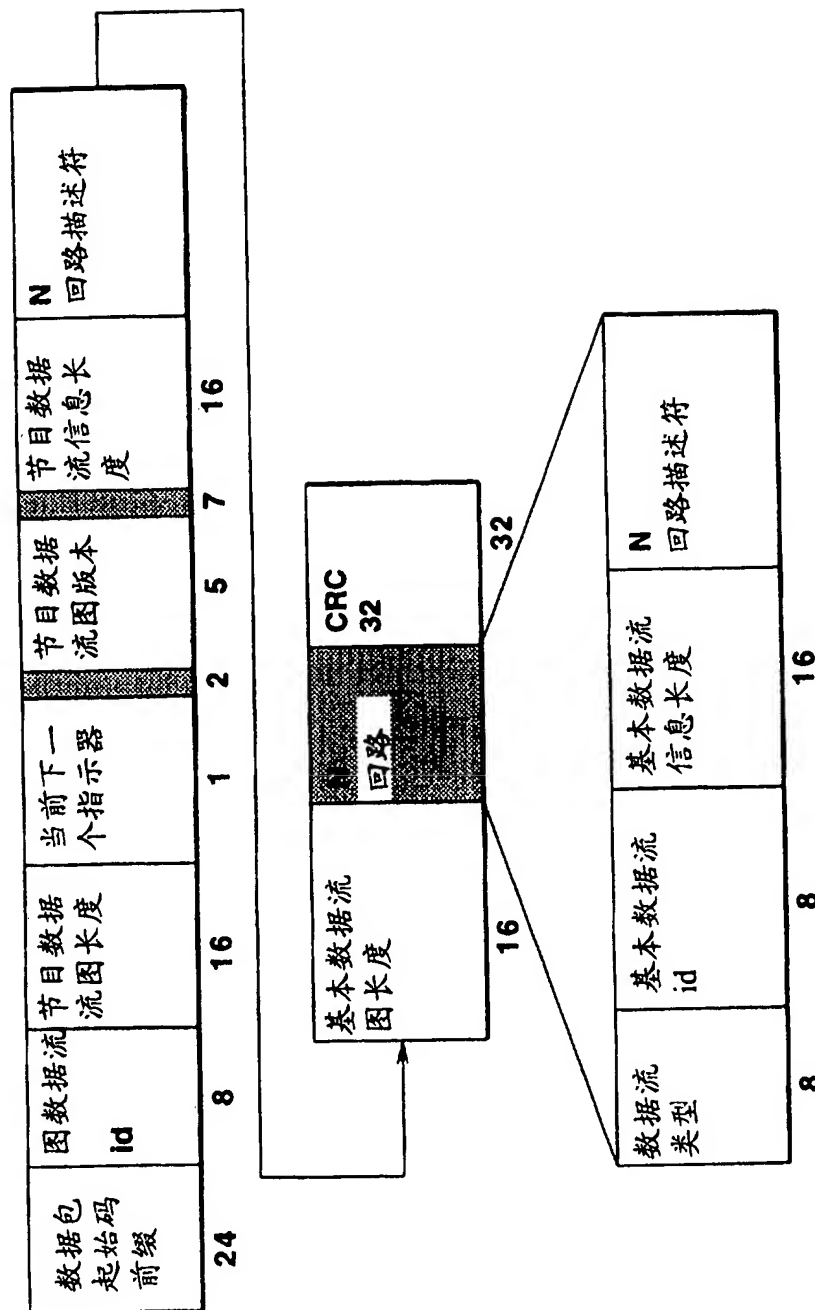 数据包
起始码
前缀
24
图数据流
id
8
节目数据
流图长度
16
当前下一
个指示器
1
2
节目数据
流图版本
5
7
节目数据
流信息长
度
16
N
回路描述符
基本数据流
图长度
16
N
回路
CRC
32
32
数据流
类型
8
基本数据流
id
8
基本数据流
信息长度
16
N
回路描述符